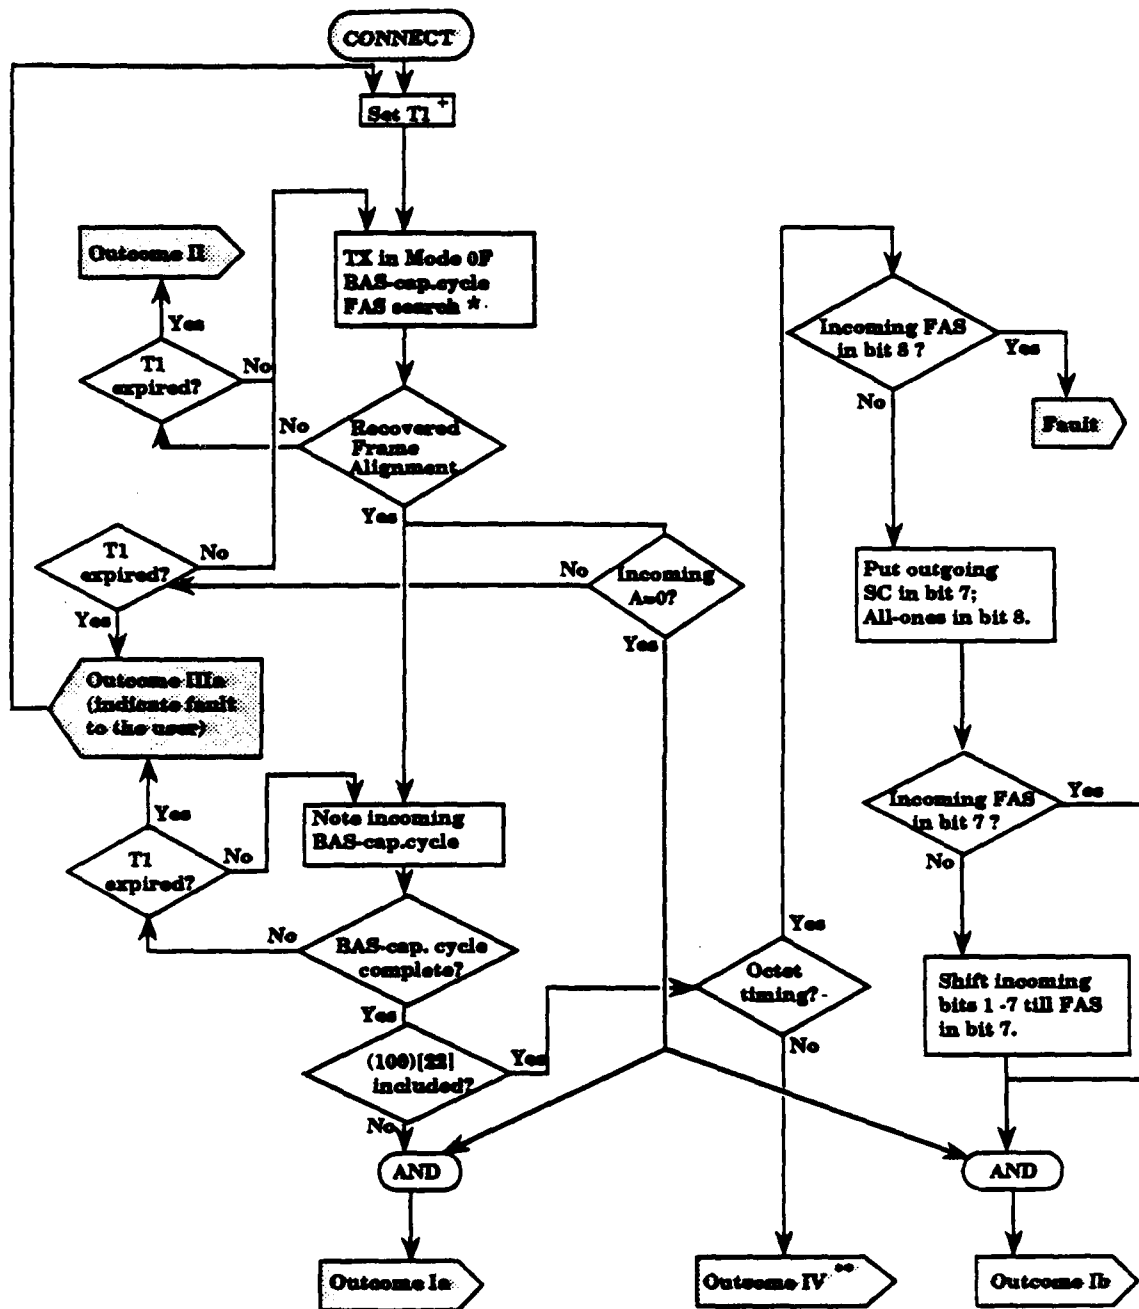 CONNECT
Set T1 +
Outcome II
TX in Mode 0F
BAS-cap.cycle
FAS search *
Yes
T1
expired?
No
No
Recovered
Frame
Alignment
Yes
T1
expired?
No
Yes
No
Incoming
A=0?
Yes
Outcome IIIa
(indicate fault
to the user)
Yes
T1
expired?
No
Note incoming
BAS-cap.cycle
No
BAS-cap. cycle
complete?
Yes
(100)[22]
included?
Yes
No
AND
Outcome Ia
Octet
timing?
Yes
No
Outcome IV **
Incoming FAS
in bit 8 ?
Yes
No
Fault
Put outgoing
SC in bit 7;
All-ones in bit 8.
Incoming FAS
in bit 7 ?
Yes
No
Shift incoming
bits 1 -7 till FAS
in bit 7.
AND
Outcome Ib